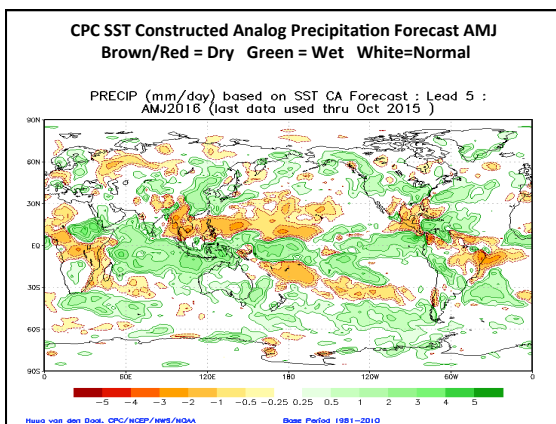 CPC SST Constructed Analog Precipitation Forecast AMJ
Brown/Red = Dry Green = Wet White=Normal
PRECIP (mm/day) based on SST CA Forecast : Lead 5 :
AMJ2016 (last data used thru Oct 2015 )
90N
60N
30N
EQ
30S
60S
90S
0 60E 120E 180 120W 60W 0
-5 -4 -3 -2 -1 -0.5 -0.25 0.25 0.5 1 2 3 4 5
Huug van den Dool, CPC/NCEP/NWS/NOAA Base Period 1981-2010